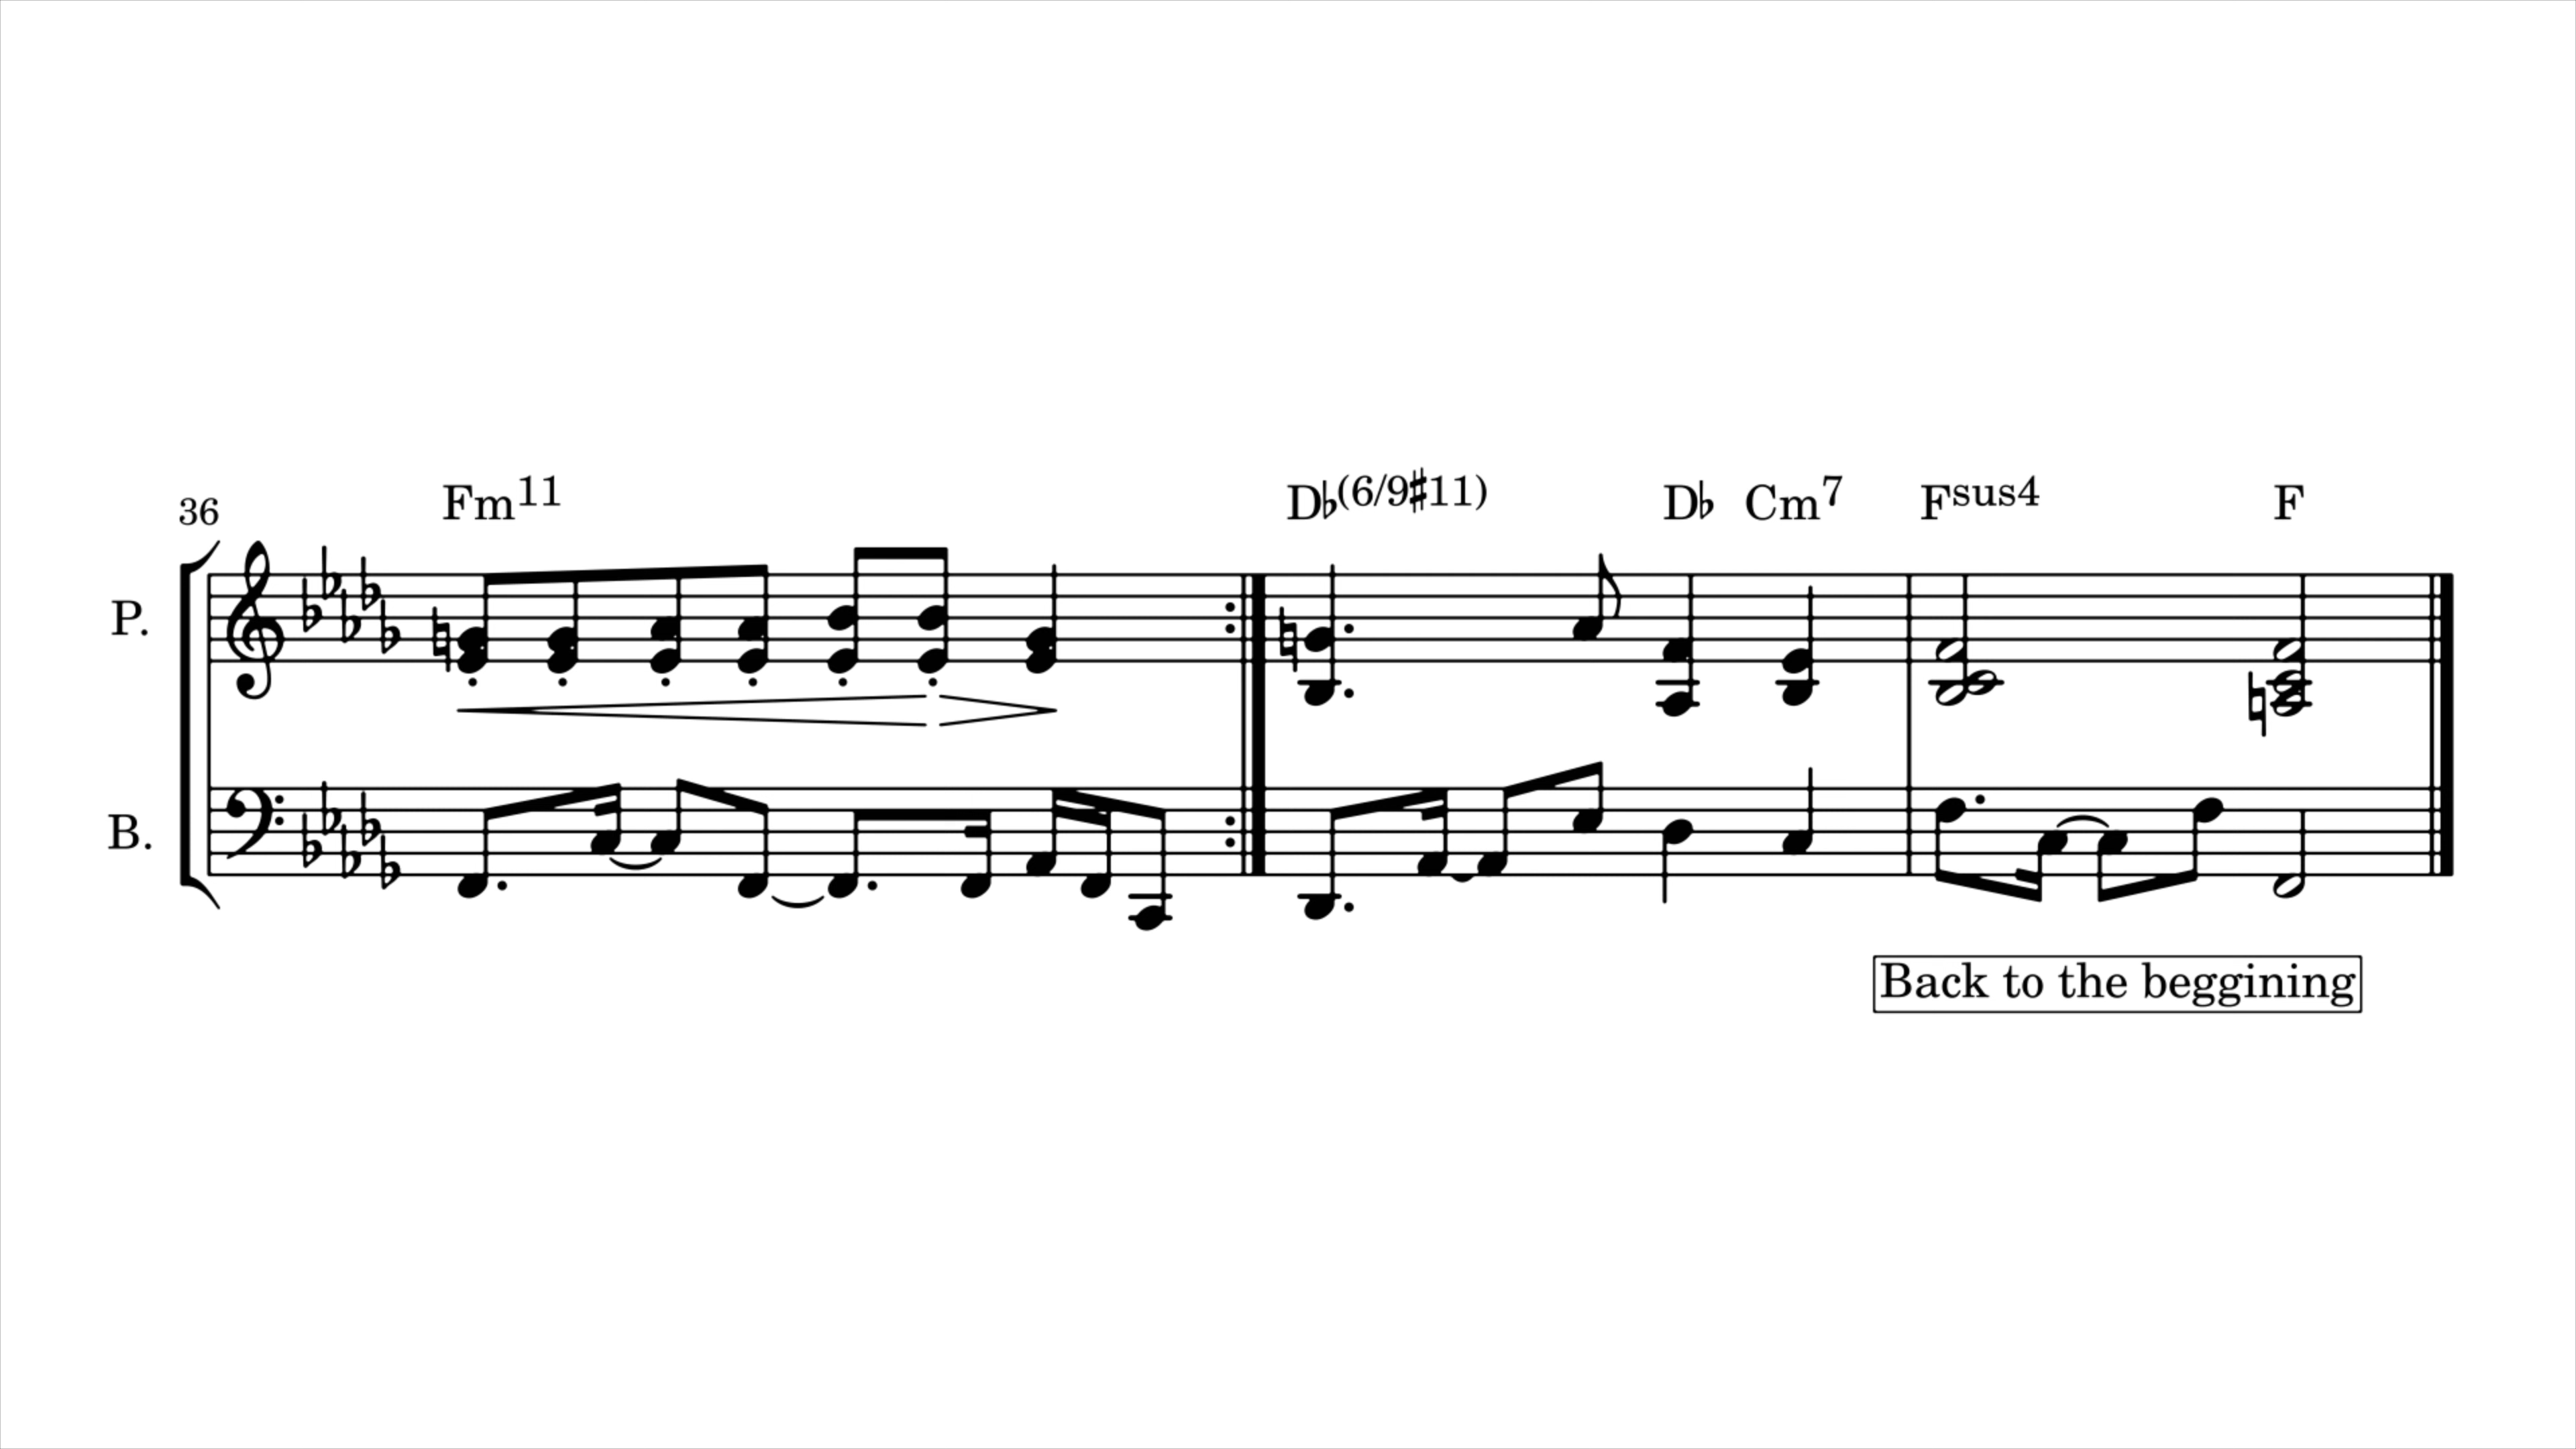 36 Fm11 D♭(6/9♯11) D♭ Cm7 Fsus4 F
P.
B.
Back to the beggining